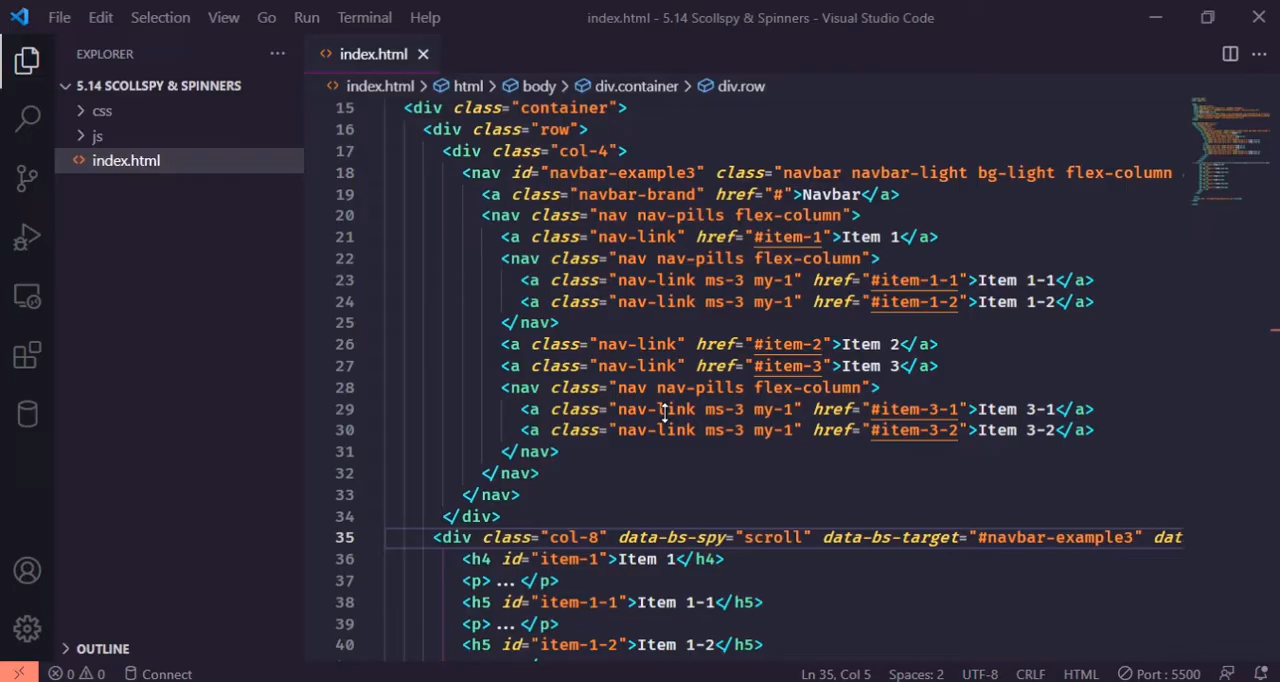 File Edit Selection View Go Run Terminal Help index.html - 5.14 Scollspy & Spinners - Visual Studio Code
EXPLORER ···
index.html
5.14 SCOLLSPY & SPINNERS
css
js
index.html
OUTLINE
index.html > html > body > div.container > div.row
15 <div class="container">
16 <div class="row">
17 <div class="col-4">
18 <nav id="navbar-example3" class="navbar navbar-light bg-light flex-column
19 <a class="navbar-brand" href="#">Navbar</a>
20 <nav class="nav nav-pills flex-column">
21 <a class="nav-link" href="#item-1">Item 1</a>
22 <nav class="nav nav-pills flex-column">
23 <a class="nav-link ms-3 my-1" href="#item-1-1">Item 1-1</a>
24 <a class="nav-link ms-3 my-1" href="#item-1-2">Item 1-2</a>
25 </nav>
26 <a class="nav-link" href="#item-2">Item 2</a>
27 <a class="nav-link" href="#item-3">Item 3</a>
28 <nav class="nav nav-pills flex-column">
29 <a class="nav-link ms-3 my-1" href="#item-3-1">Item 3-1</a>
30 <a class="nav-link ms-3 my-1" href="#item-3-2">Item 3-2</a>
31 </nav>
32 </nav>
33 </nav>
34 </div>
35 <div class="col-8" data-bs-spy="scroll" data-bs-target="#navbar-example3" dat
36 <h4 id="item-1">Item 1</h4>
37 <p>...</p>
38 <h5 id="item-1-1">Item 1-1</h5>
39 <p>...</p>
40 <h5 id="item-1-2">Item 1-2</h5>
0 0 Connect Ln 35, Col 5 Spaces: 2 UTF-8 CRLF HTML Port : 5500